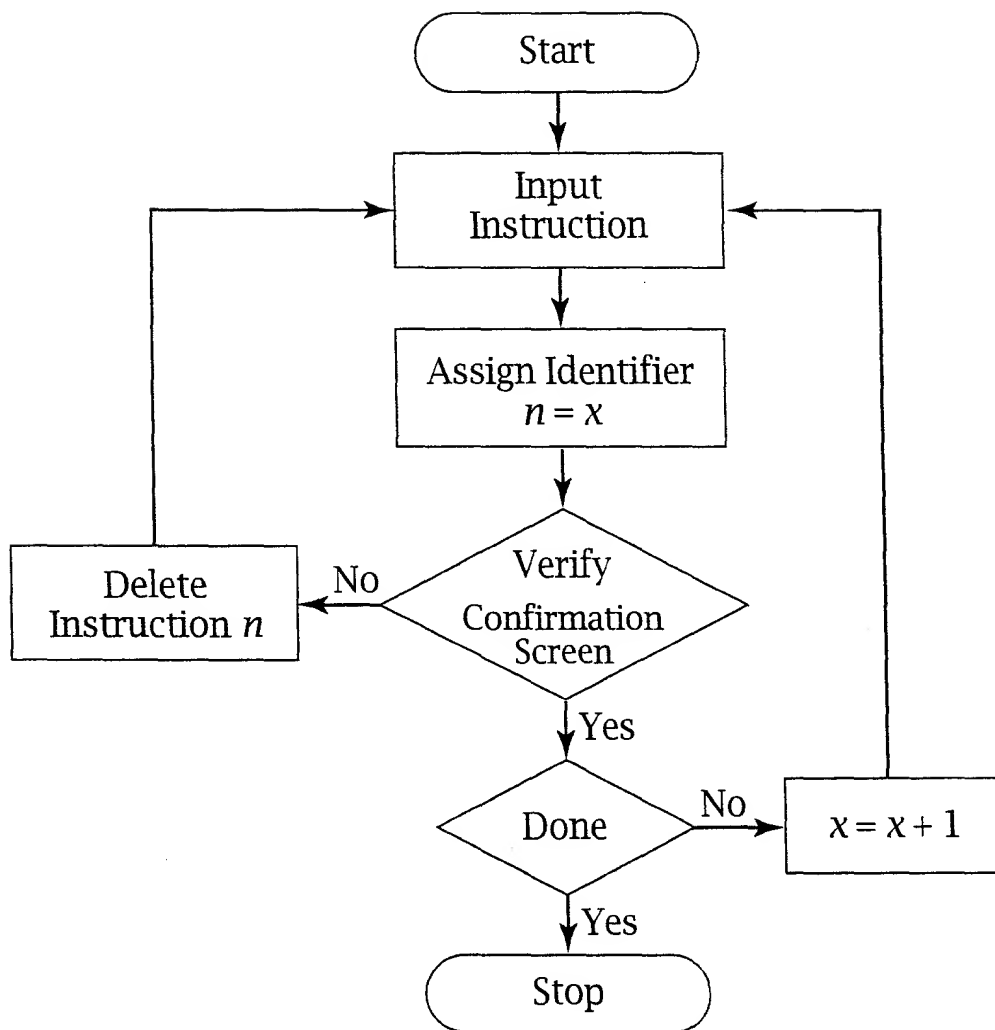 Start
Input
Instruction
Assign Identifier
n = x
Verify
Confirmation
Screen
No
Delete
Instruction n
Yes
Done
No
x = x + 1
Yes
Stop